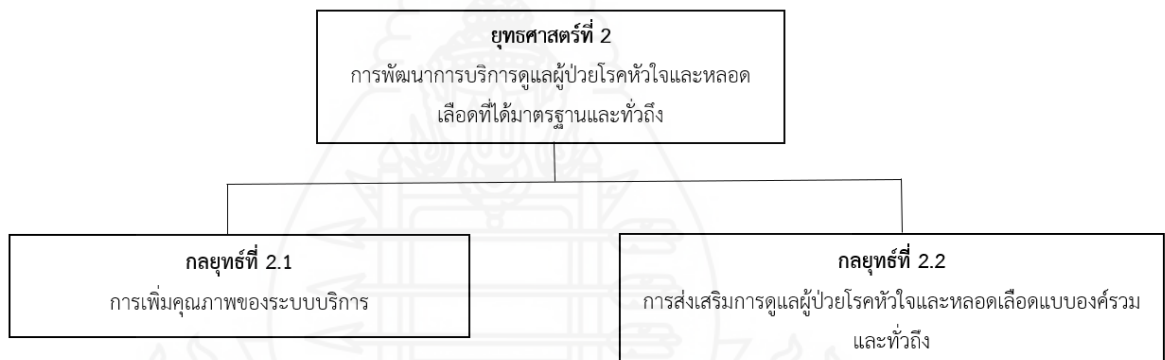 ยุทธศาสตร์ที่ 2
การพัฒนาการบริการดูแลผู้ป่วยโรคหัวใจและหลอด
เลือดที่ได้มาตรฐานและทั่วถึง
กลยุทธ์ที่ 2.1
การเพิ่มคุณภาพของระบบบริการ
กลยุทธ์ที่ 2.2
การส่งเสริมการดูแลผู้ป่วยโรคหัวใจและหลอดเลือดแบบองค์รวม
และทั่วถึง